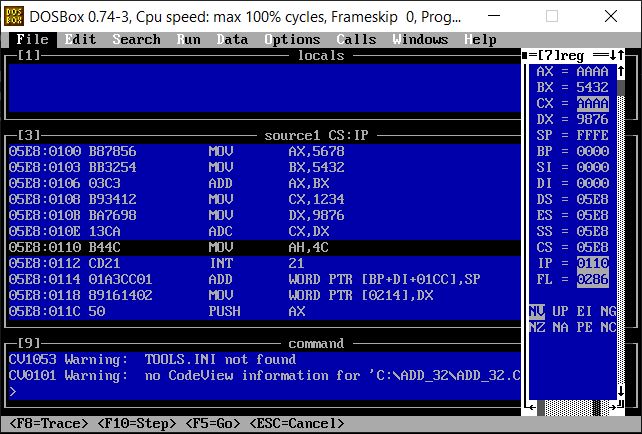 DOSBox 0.74-3, Cpu speed: max 100% cycles, Frameskip 0, Prog...
File Edit Search Run Data Options Calls Windows Help
[1] locals
[3] source1 CS:IP
05E8:0100 B87856 MOV AX,5678
05E8:0103 BB3254 MOV BX,5432
05E8:0106 03C3 ADD AX,BX
05E8:0108 B93412 MOV CX,1234
05E8:010B BA7698 MOV DX,9876
05E8:010E 13CA ADC CX,DX
05E8:0110 B44C MOV AH,4C
05E8:0112 CD21 INT 21
05E8:0114 01A3CC01 ADD WORD PTR [BP+DI+01CC],SP
05E8:0118 89161402 MOV WORD PTR [0214],DX
05E8:011C 50 PUSH AX
[9] command
CV1053 Warning: TOOLS.INI not found
CV0101 Warning: no CodeView information for 'C:\ADD_32\ADD_32.C
>
[7]reg
AX = AAAA
BX = 5432
CX = AAAA
DX = 9876
SP = FFFE
BP = 0000
SI = 0000
DI = 0000
DS = 05E8
ES = 05E8
SS = 05E8
CS = 05E8
IP = 0110
FL = 0286
NV UP EI NG
NZ NA PE NC
<F8=Trace> <F10=Step> <F5=Go> <ESC=Cancel>